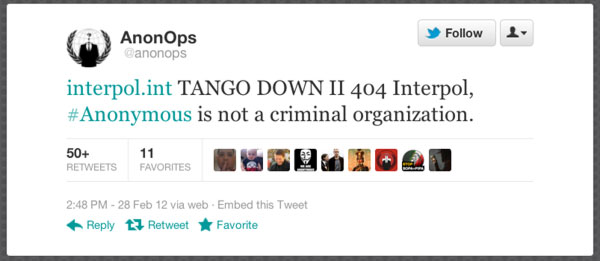 AnonOps
@anonops
Follow
interpol.int TANGO DOWN II 404 Interpol,
#Anonymous is not a criminal organization.
50+
RETWEETS
11
FAVORITES
2:48 PM - 28 Feb 12 via web · Embed this Tweet
Reply Retweet Favorite